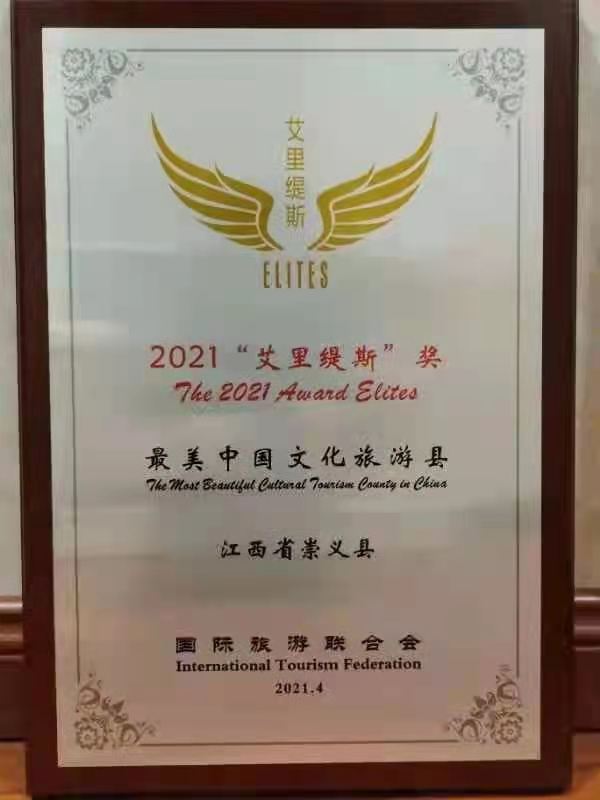 艾里缇斯
ELITES
2021“艾里缇斯”奖
The 2021 Award Elites
最美中国文化旅游县
The Most Beautiful Cultural Tourism County in China
江西省崇义县
国际旅游联合会
International Tourism Federation
2021.4